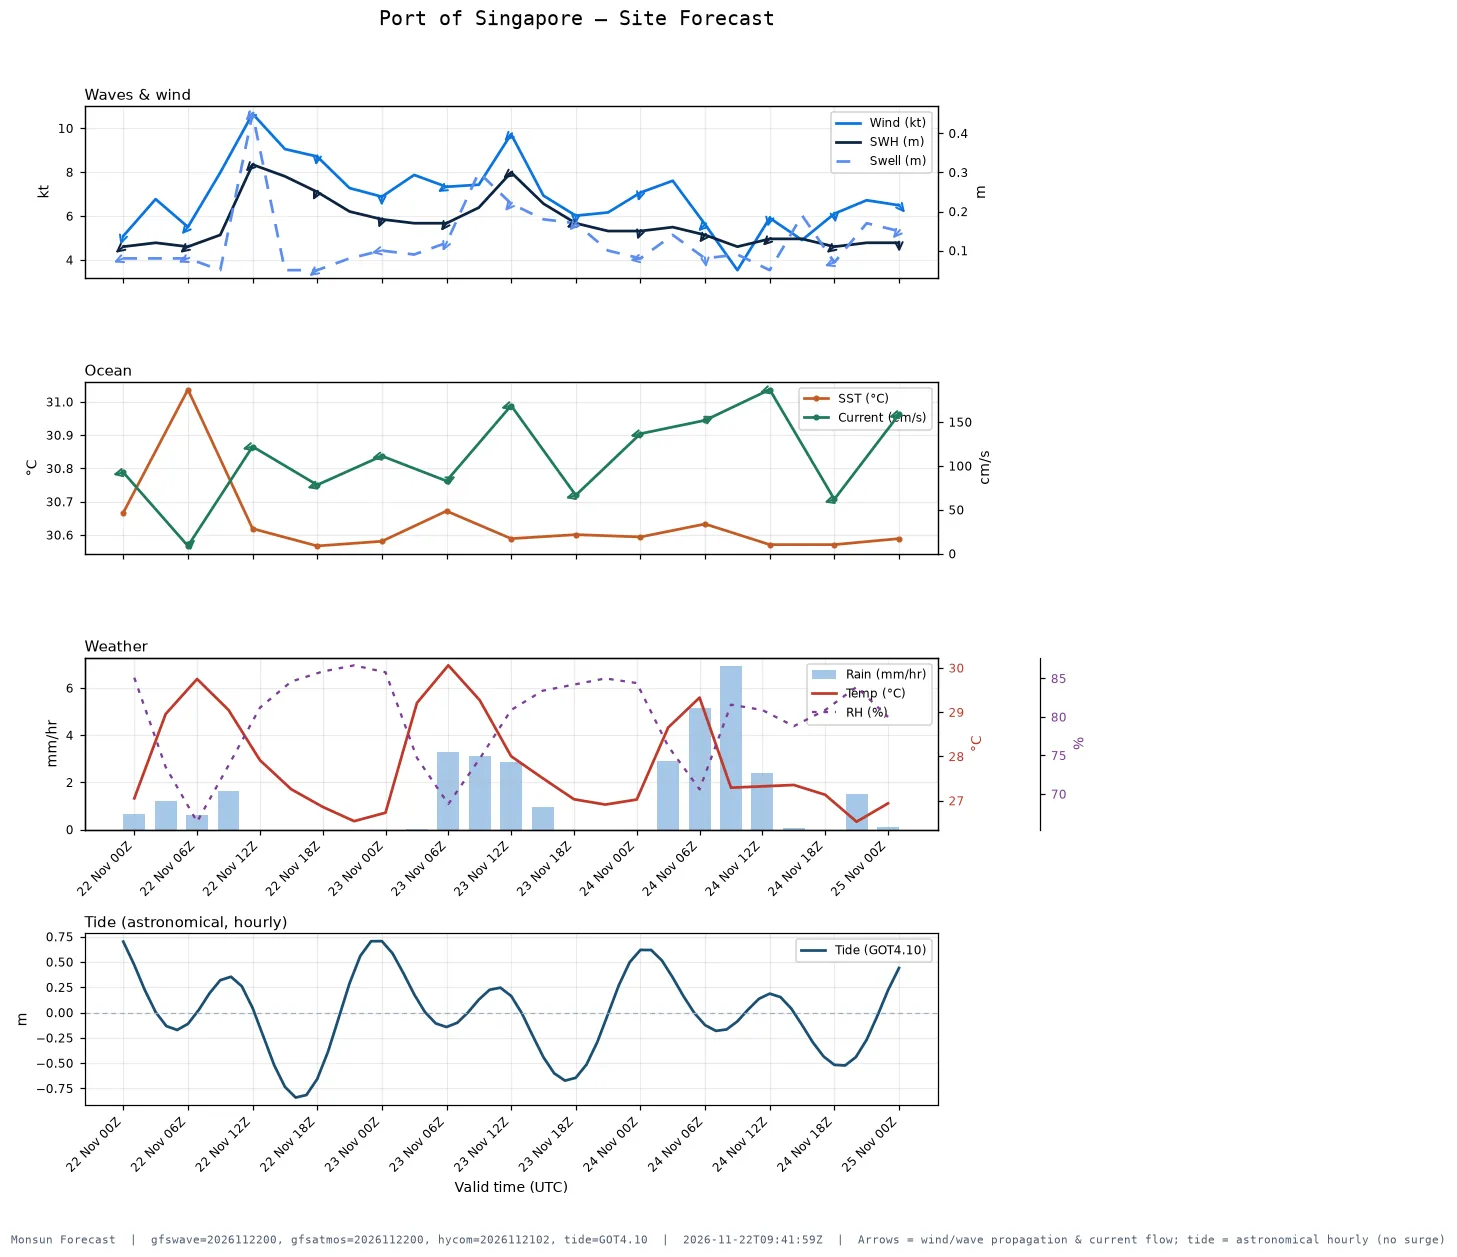 Port of Singapore — Site Forecast
Waves & wind
10
8
6
4
kt
Wind (kt)
SWH (m)
Swell (m)
0.4
0.3
0.2
0.1
m
Ocean
31.0
30.9
30.8
30.7
30.6
°C
SST (°C)
Current (cm/s)
150
100
50
0
cm/s
Weather
6
4
2
0
mm/hr
Rain (mm/hr)
Temp (°C)
RH (%)
30
29
28
27
°C
85
80
75
70
%
22 Nov 00Z
22 Nov 06Z
22 Nov 12Z
22 Nov 18Z
23 Nov 00Z
23 Nov 06Z
23 Nov 12Z
23 Nov 18Z
24 Nov 00Z
24 Nov 06Z
24 Nov 12Z
24 Nov 18Z
25 Nov 00Z
Tide (astronomical, hourly)
0.75
0.50
0.25
0.00
−0.25
−0.50
−0.75
m
Tide (GOT4.10)
22 Nov 00Z
22 Nov 06Z
22 Nov 12Z
22 Nov 18Z
23 Nov 00Z
23 Nov 06Z
23 Nov 12Z
23 Nov 18Z
24 Nov 00Z
24 Nov 06Z
24 Nov 12Z
24 Nov 18Z
25 Nov 00Z
Valid time (UTC)
Monsun Forecast | gfswave=2026112200, gfsatmos=2026112200, hycom=2026112102, tide=GOT4.10 | 2026-11-22T09:41:59Z | Arrows = wind/wave propagation & current flow; tide = astronomical hourly (no surge)